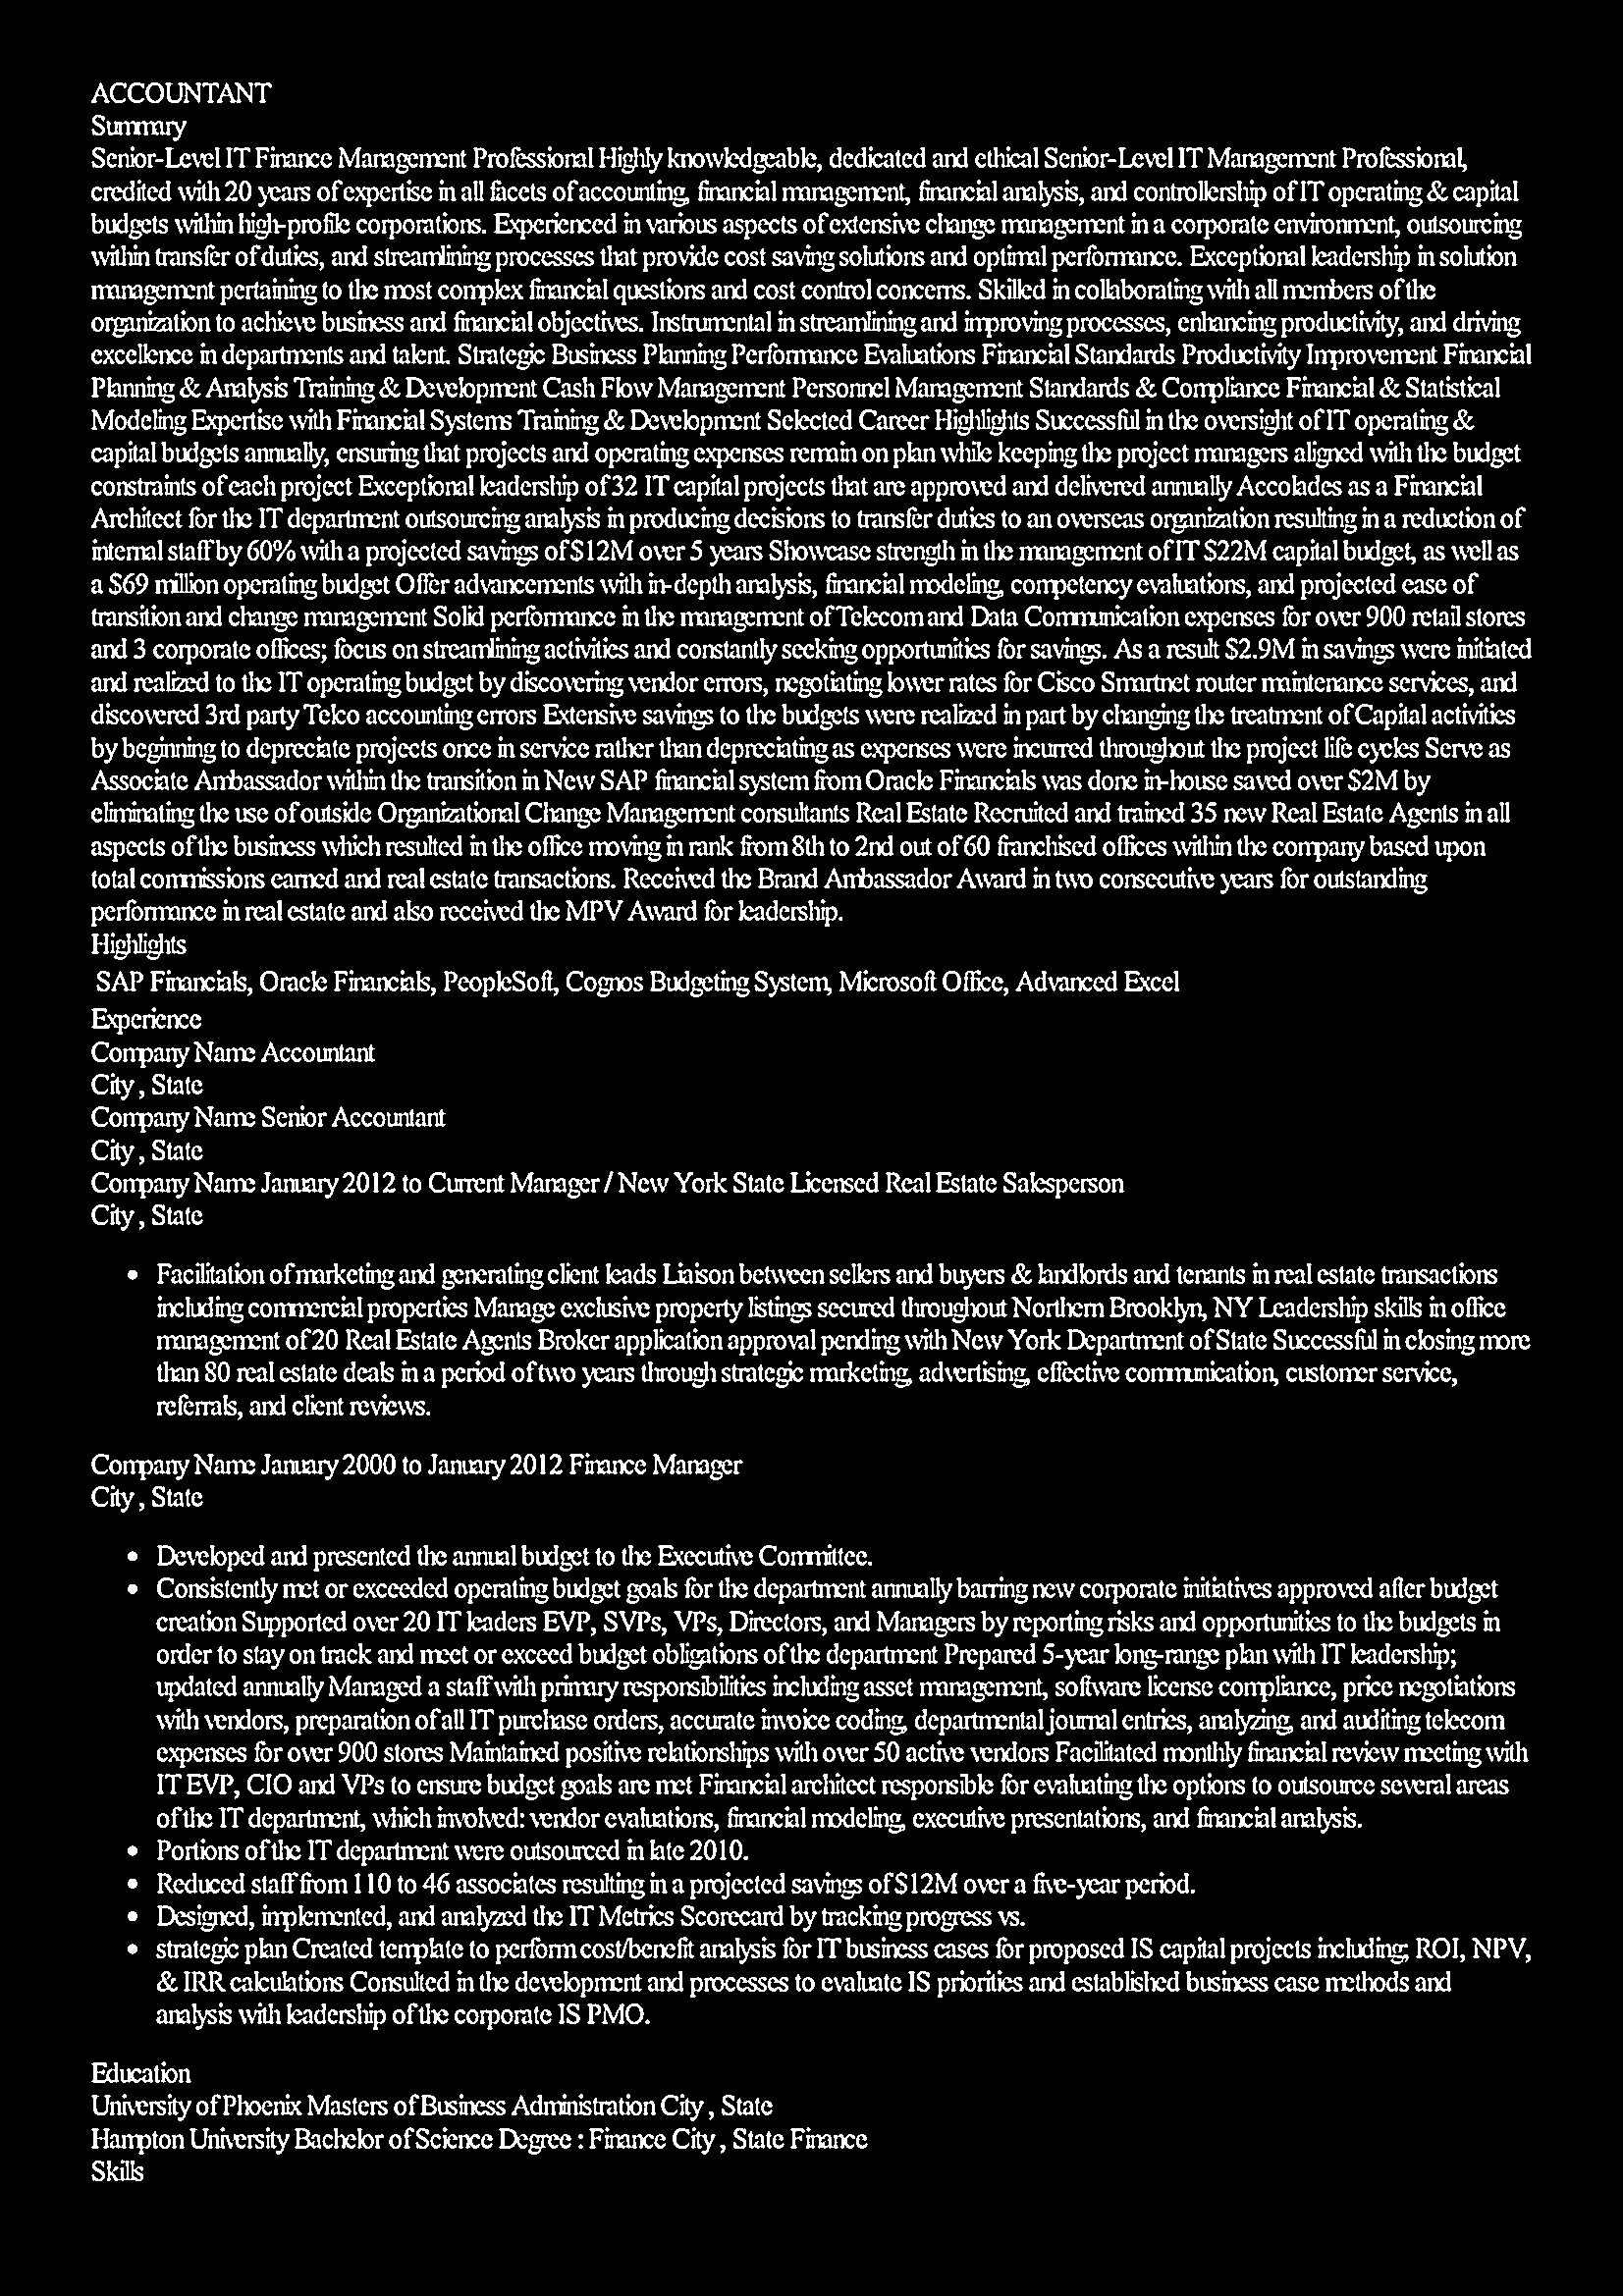 ACCOUNTANT
Summary
Senior-Level IT Finance Management Professional Highly knowledgeable, dedicated and ethical Senior-Level IT Management Professional,
credited with 20 years of expertise in all facets of accounting, financial management, financial analysis, and controllership of IT operating & capital
budgets within high-profile corporations. Experienced in various aspects of extensive change management in a corporate environment, outsourcing
within transfer of duties, and streamlining processes that provide cost saving solutions and optimal performance. Exceptional leadership in solution
management pertaining to the most complex financial questions and cost control concerns. Skilled in collaborating with all members of the
organization to achieve business and financial objectives. Instrumental in streamlining and improving processes, enhancing productivity, and driving
excellence in departments and talent. Strategic Business Planning Performance Evaluations Financial Standards Productivity Improvement Financial
Planning & Analysis Training & Development Cash Flow Management Personnel Management Standards & Compliance Financial & Statistical
Modeling Expertise with Financial Systems Training & Development Selected Career Highlights Successful in the oversight of IT operating &
capital budgets annually, ensuring that projects and operating expenses remain on plan while keeping the project managers aligned with the budget
constraints of each project Exceptional leadership of 32 IT capital projects that are approved and delivered annually Accolades as a Financial
Architect for the IT department outsourcing analysis in producing decisions to transfer duties to an overseas organization resulting in a reduction of
internal staff by 60% with a projected savings of $12M over 5 years Showcase strength in the management of IT $22M capital budget, as well as
a $69 million operating budget Offer advancements with in-depth analysis, financial modeling, competency evaluations, and projected ease of
transition and change management Solid performance in the management of Telecom and Data Communication expenses for over 900 retail stores
and 3 corporate offices; focus on streamlining activities and constantly seeking opportunities for savings. As a result $2.9M in savings were initiated
and realized to the IT operating budget by discovering vendor errors, negotiating lower rates for Cisco Smartnet router maintenance services, and
discovered 3rd party Telco accounting errors Extensive savings to the budgets were realized in part by changing the treatment of Capital activities
by beginning to depreciate projects once in service rather than depreciating as expenses were incurred throughout the project life cycles Serve as
Associate Ambassador within the transition in New SAP financial system from Oracle Financials was done in-house saved over $2M by
eliminating the use of outside Organizational Change Management consultants Real Estate Recruited and trained 35 new Real Estate Agents in all
aspects of the business which resulted in the office moving in rank from 8th to 2nd out of 60 franchised offices within the company based upon
total commissions earned and real estate transactions. Received the Brand Ambassador Award in two consecutive years for outstanding
performance in real estate and also received the MPV Award for leadership.
Highlights
SAP Financials, Oracle Financials, PeopleSoft, Cognos Budgeting System, Microsoft Office, Advanced Excel
Experience
Company Name Accountant
City , State
Company Name Senior Accountant
City , State
Company Name January 2012 to Current Manager / New York State Licensed Real Estate Salesperson
City , State
• Facilitation of marketing and generating client leads Liaison between sellers and buyers & landlords and tenants in real estate transactions
including commercial properties Manage exclusive property listings secured throughout Northern Brooklyn, NY Leadership skills in office
management of 20 Real Estate Agents Broker application approval pending with New York Department of State Successful in closing more
than 80 real estate deals in a period of two years through strategic marketing, advertising, effective communication, customer service,
referrals, and client reviews.
Company Name January 2000 to January 2012 Finance Manager
City , State
• Developed and presented the annual budget to the Executive Committee.
• Consistently met or exceeded operating budget goals for the department annually barring new corporate initiatives approved after budget
creation Supported over 20 IT leaders EVP, SVPs, VPs, Directors, and Managers by reporting risks and opportunities to the budgets in
order to stay on track and meet or exceed budget obligations of the department Prepared 5-year long-range plan with IT leadership;
updated annually Managed a staff with primary responsibilities including asset management, software license compliance, price negotiations
with vendors, preparation of all IT purchase orders, accurate invoice coding, departmental journal entries, analyzing, and auditing telecom
expenses for over 900 stores Maintained positive relationships with over 50 active vendors Facilitated monthly financial review meeting with
IT EVP, CIO and VPs to ensure budget goals are met Financial architect responsible for evaluating the options to outsource several areas
of the IT department, which involved: vendor evaluations, financial modeling, executive presentations, and financial analysis.
• Portions of the IT department were outsourced in late 2010.
• Reduced staff from 110 to 46 associates resulting in a projected savings of $12M over a five-year period.
• Designed, implemented, and analyzed the IT Metrics Scorecard by tracking progress vs.
• strategic plan Created template to perform cost/benefit analysis for IT business cases for proposed IS capital projects including; ROI, NPV,
& IRR calculations Consulted in the development and processes to evaluate IS priorities and established business case methods and
analysis with leadership of the corporate IS PMO.
Education
University of Phoenix Masters of Business Administration City , State
Hampton University Bachelor of Science Degree : Finance City , State Finance
Skills